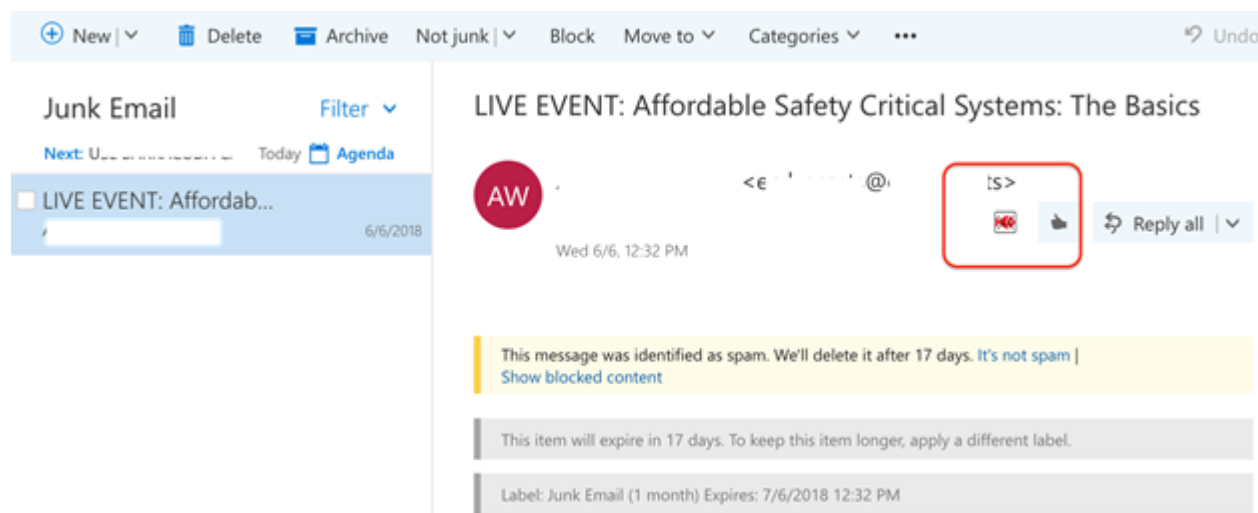 New | Delete Archive Not junk | Block Move to Categories ••• Undo
Junk Email Filter
Next: Today Agenda
LIVE EVENT: Affordab...
6/6/2018
LIVE EVENT: Affordable Safety Critical Systems: The Basics
AW
Reply all |
Wed 6/6, 12:32 PM
This message was identified as spam. We'll delete it after 17 days. It's not spam |
Show blocked content
This item will expire in 17 days. To keep this item longer, apply a different label.
Label: Junk Email (1 month) Expires: 7/6/2018 12:32 PM